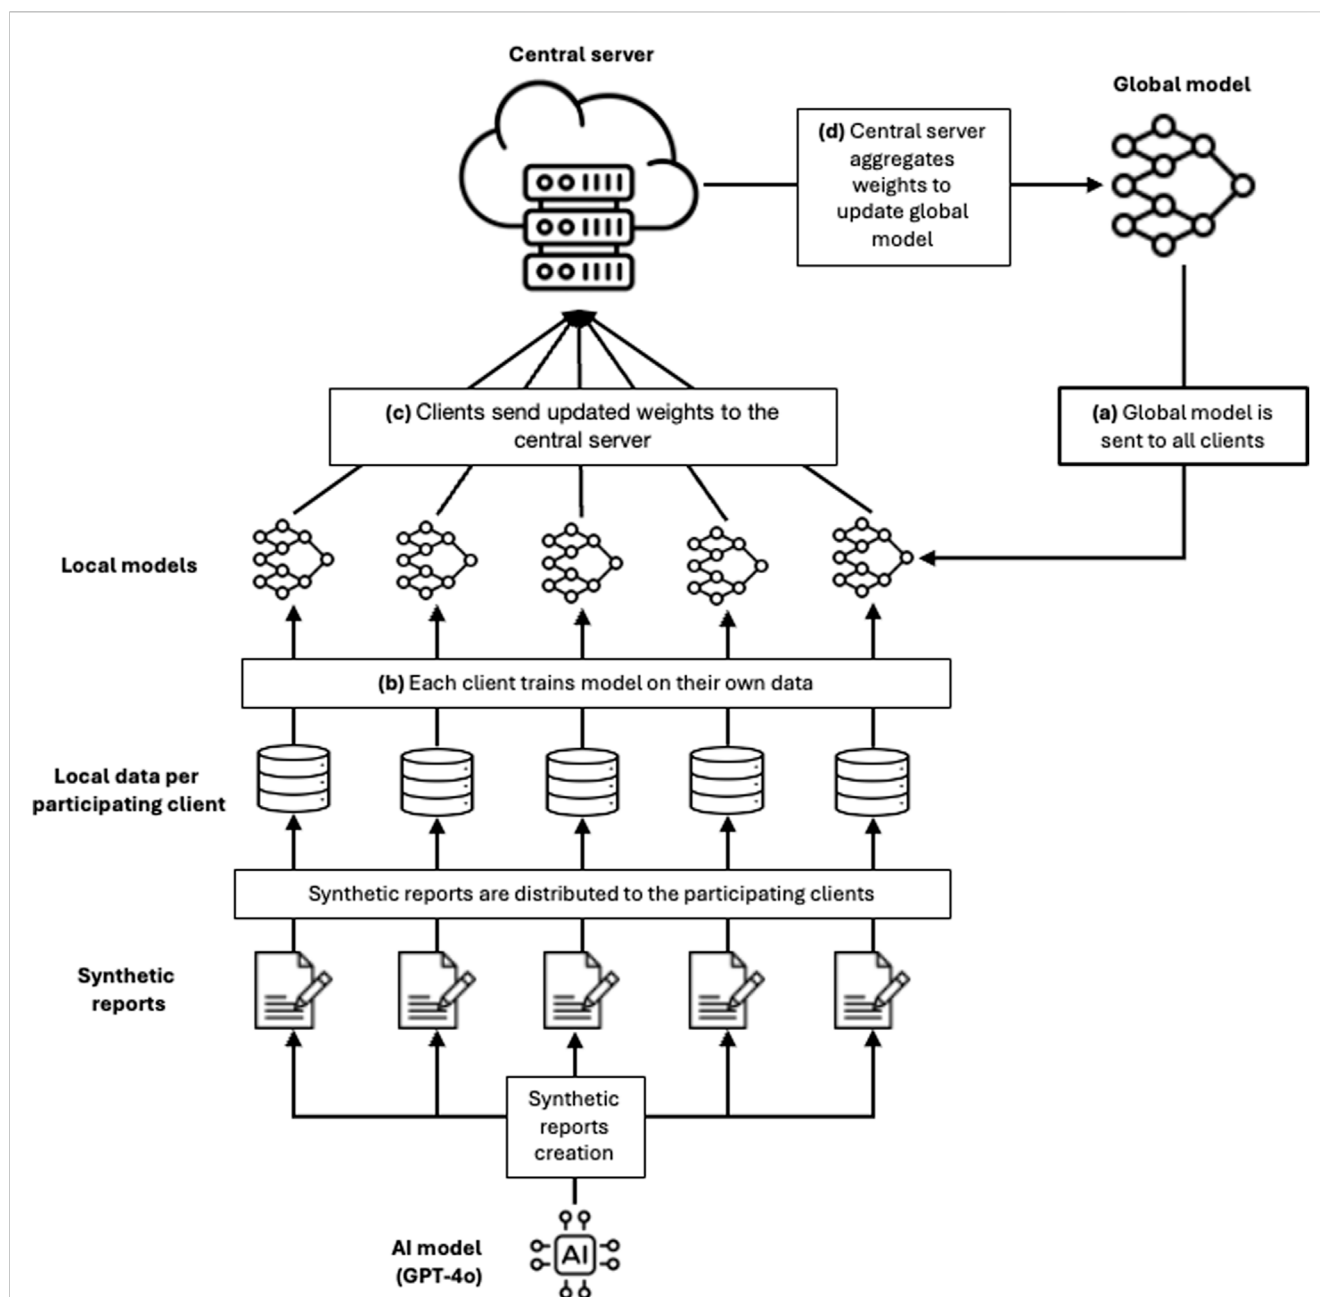 Central server
Global model
(d) Central server
aggregates
weights to
update global
model
(c) Clients send updated weights to the
central server
(a) Global model is
sent to all clients
Local models
(b) Each client trains model on their own data
Local data per
participating client
Synthetic reports are distributed to the participating clients
Synthetic
reports
Synthetic
reports
creation
AI model
(GPT-4o)
AI